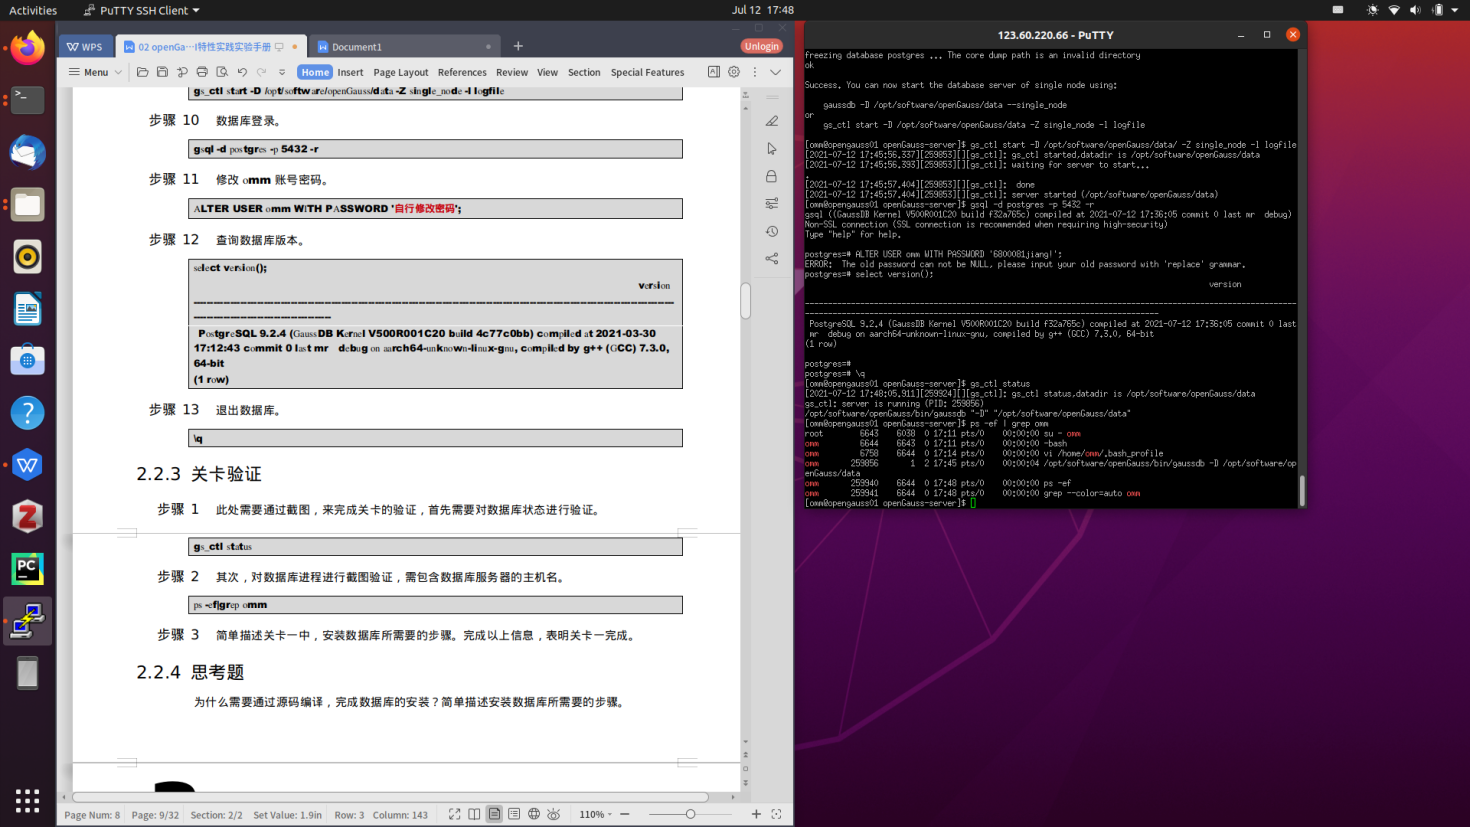 Activities
PuTTY SSH Client
Jul 12 17:48
WPS
02 openGa···l特性实践实验手册
Document1
Unlogin
Menu
Home
Insert
Page Layout
References
Review
View
Section
Special Features
gs_ctl start -D /opt/software/openGauss/data -Z single_node -l logfile
步骤 10 数据库登录。
gsql -d postgres -p 5432 -r
步骤 11 修改 omm 账号密码。
ALTER USER omm WITH PASSWORD '自行修改密码';
步骤 12 查询数据库版本。
select version();
version
PostgreSQL 9.2.4 (GaussDB Kernel V500R001C20 build 4c77c0bb) compiled at 2021-03-30
17:12:43 commit 0 last mr debug on aarch64-unknown-linux-gnu, compiled by g++ (GCC) 7.3.0,
64-bit
(1 row)
步骤 13 退出数据库。
\q
2.2.3 关卡验证
步骤 1 此处需要通过截图，来完成关卡的验证，首先需要对数据库状态进行验证。
gs_ctl status
步骤 2 其次，对数据库进程进行截图验证，需包含数据库服务器的主机名。
ps -ef|grep omm
步骤 3 简单描述关卡一中，安装数据库所需要的步骤。完成以上信息，表明关卡一完成。
2.2.4 思考题
为什么需要通过源码编译，完成数据库的安装？简单描述安装数据库所需要的步骤。
Page Num: 8 Page: 9/32 Section: 2/2 Set Value: 1.9in Row: 3 Column: 143
110%
123.60.220.66 - PuTTY
freezing database postgres ... The core dump path is an invalid directory
ok
Success. You can now start the database server of single node using:
gaussdb -D /opt/software/openGauss/data --single_node
or
gs_ctl start -D /opt/software/openGauss/data -Z single_node -l logfile
[omm@opengauss01 openGauss-server]$ gs_ctl start -D /opt/software/openGauss/data/ -Z single_node -l logfile
[2021-07-12 17:45:56.337][259853][][gs_ctl]: gs_ctl started,datadir is /opt/software/openGauss/data
[2021-07-12 17:45:56.393][259853][][gs_ctl]: waiting for server to start...
.
[2021-07-12 17:45:57.404][259853][][gs_ctl]:  done
[2021-07-12 17:45:57.404][259853][][gs_ctl]: server started (/opt/software/openGauss/data)
[omm@opengauss01 openGauss-server]$ gsql -d postgres -p 5432 -r
gsql ((GaussDB Kernel V500R001C20 build f32a765c) compiled at 2021-07-12 17:36:05 commit 0 last mr  debug)
Non-SSL connection (SSL connection is recommended when requiring high-security)
Type "help" for help.
postgres=# ALTER USER omm WITH PASSWORD '6800081jiang!';
ERROR:  The old password can not be NULL, please input your old password with 'replace' grammar.
postgres=# select version();
version
PostgreSQL 9.2.4 (GaussDB Kernel V500R001C20 build f32a765c) compiled at 2021-07-12 17:36:05 commit 0 last
mr  debug on aarch64-unknown-linux-gnu, compiled by g++ (GCC) 7.3.0, 64-bit
(1 row)
postgres=#
postgres=# \q
[omm@opengauss01 openGauss-server]$ gs_ctl status
[2021-07-12 17:48:05.911][259924][][gs_ctl]: gs_ctl status,datadir is /opt/software/openGauss/data
gs_ctl: server is running (PID: 259856)
/opt/software/openGauss/bin/gaussdb "-D" "/opt/software/openGauss/data"
[omm@opengauss01 openGauss-server]$ ps -ef | grep omm
root 6643 6038 0 17:11 pts/0 00:00:00 su - omm
omm 6644 6643 0 17:11 pts/0 00:00:00 -bash
omm 6758 6644 0 17:14 pts/0 00:00:00 vi /home/omm/.bash_profile
omm 259856 1 2 17:45 pts/0 00:00:04 /opt/software/openGauss/bin/gaussdb -D /opt/software/op
enGauss/data
omm 259940 6644 0 17:48 pts/0 00:00:00 ps -ef
omm 259941 6644 0 17:48 pts/0 00:00:00 grep --color=auto omm
[omm@opengauss01 openGauss-server]$